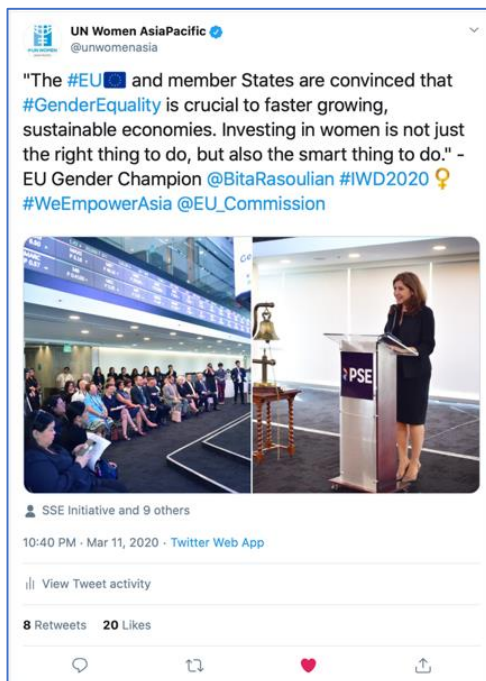 UN Women AsiaPacific
@unwomenasia
"The #EU🇪🇺 and member States are convinced that
#GenderEquality is crucial to faster growing,
sustainable economies. Investing in women is not just
the right thing to do, but also the smart thing to do." -
EU Gender Champion @BitaRasoulian #IWD2020 ♀
#WeEmpowerAsia @EU_Commission
PSE
SSE Initiative and 9 others
10:40 PM · Mar 11, 2020 · Twitter Web App
View Tweet activity
8 Retweets 20 Likes